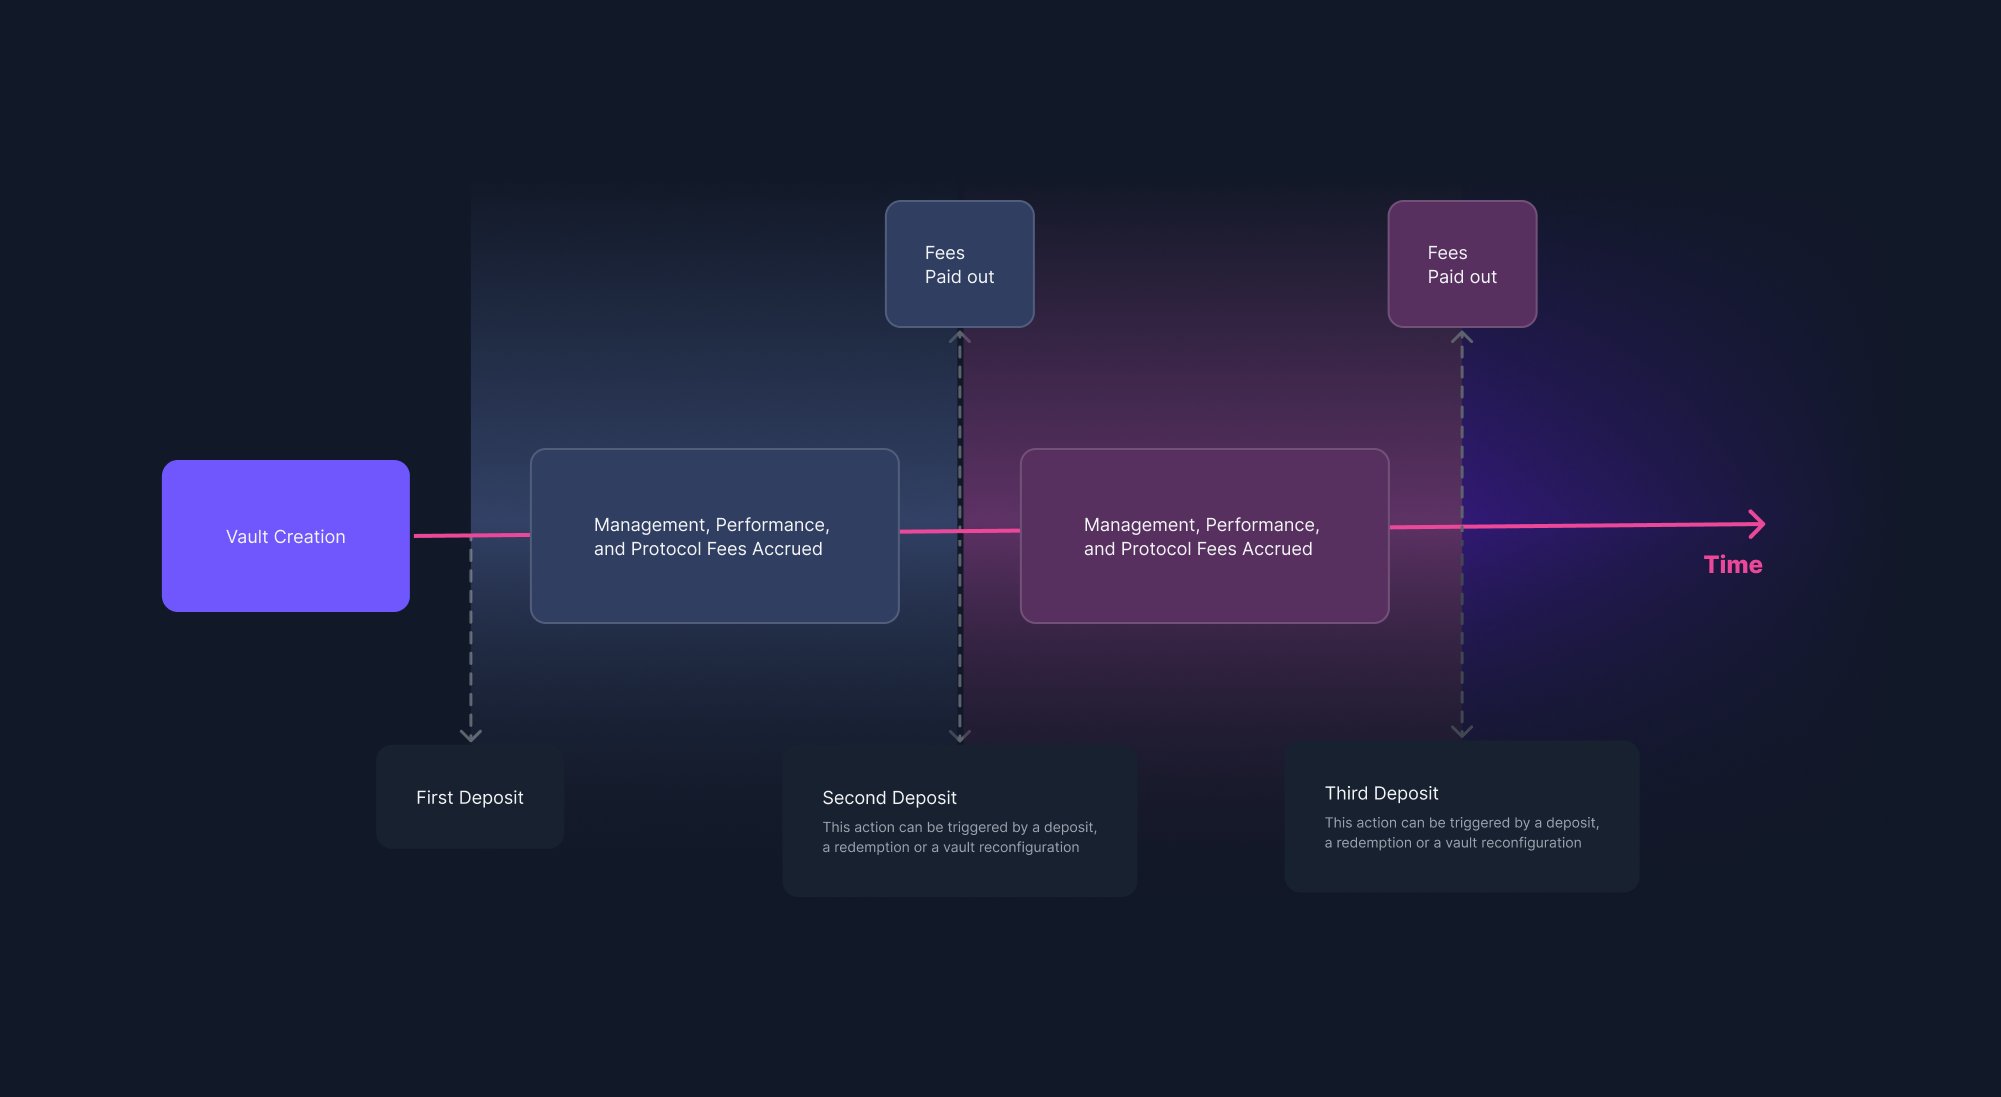 Fees
Paid out
Fees
Paid out
Vault Creation
Management, Performance,
and Protocol Fees Accrued
Management, Performance,
and Protocol Fees Accrued
Time
First Deposit
Second Deposit
This action can be triggered by a deposit,
a redemption or a vault reconfiguration
Third Deposit
This action can be triggered by a deposit,
a redemption or a vault reconfiguration